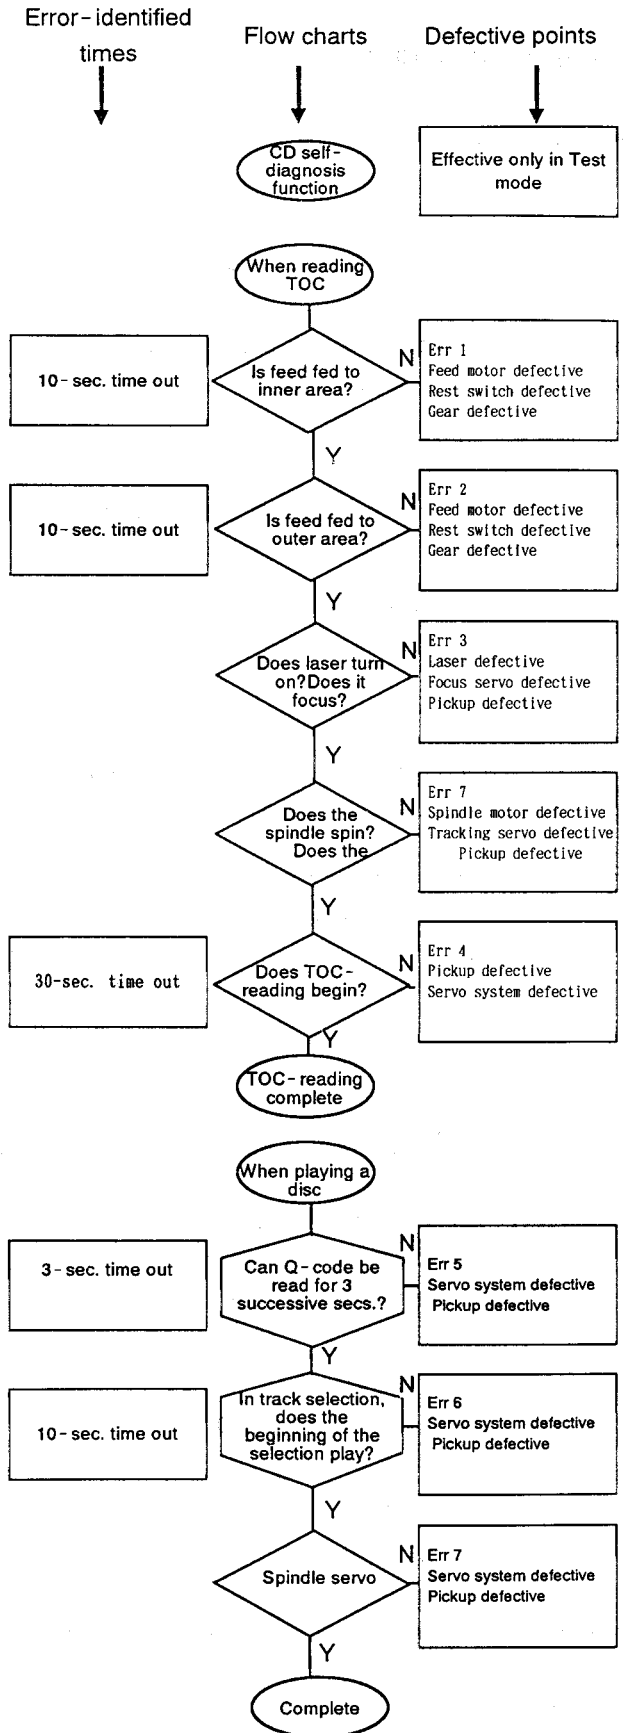 Error-identified
times
Flow charts
Defective points
CD self-
diagnosis
function
Effective only in Test
mode
When reading
TOC
10-sec. time out
Is feed fed to
inner area?
N
Err 1
Feed motor defective
Rest switch defective
Gear defective
Y
10-sec. time out
Is feed fed to
outer area?
N
Err 2
Feed motor defective
Rest switch defective
Gear defective
Y
Does laser turn
on?Does it
focus?
N
Err 3
Laser defective
Focus servo defective
Pickup defective
Y
Does the
spindle spin?
Does the
N
Err 7
Spindle motor defective
Tracking servo defective
Pickup defective
Y
30-sec. time out
Does TOC-
reading begin?
N
Err 4
Pickup defective
Servo system defective
Y
TOC-reading
complete
When playing a
disc
3-sec. time out
Can Q-code be
read for 3
successive secs.?
N
Err 5
Servo system defective
Pickup defective
Y
10-sec. time out
In track selection,
does the
beginning of the
selection play?
N
Err 6
Servo system defective
Pickup defective
Y
Spindle servo
N
Err 7
Servo system defective
Pickup defective
Y
Complete